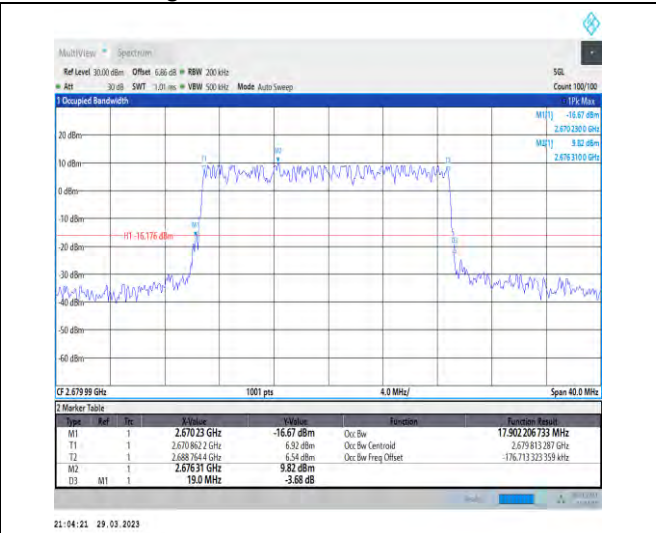 MultiView Spectrum
Ref Level 30.00 dBm Offset 6.86 dB RBW 200 kHz SGL
Att 30 dB SWT 1.01 ms VBW 500 kHz Mode Auto Sweep Count 100/100
1 Occupied Bandwidth 1Pk Max
M1[1] -16.67 dBm
2.670 230 0 GHz
M2[1] 9.82 dBm
2.676 310 0 GHz
20 dBm
M2
T1
10 dBm
0 dBm
-10 dBm
M1
H1 -16.176 dBm
-20 dBm
-30 dBm
-50 dBm
-60 dBm
CF 2.679 99 GHz 1001 pts 4.0 MHz/ Span 40.0 MHz
2 Marker Table
Type Ref Trc X-Value Y-Value Function Function Result
M1 1 2.670 23 GHz -16.67 dBm Occ Bw 17.902 206 733 MHz
T1 1 2.670 862 2 GHz 6.92 dBm Occ Bw Centroid 2.679 813 287 GHz
T2 1 2.688 764 4 GHz 6.54 dBm Occ Bw Freq Offset -176.713 323 359 kHz
M2 1 2.676 31 GHz 9.82 dBm
D3 M1 1 19.0 MHz -3.68 dB
21:04:21 29.03.2023